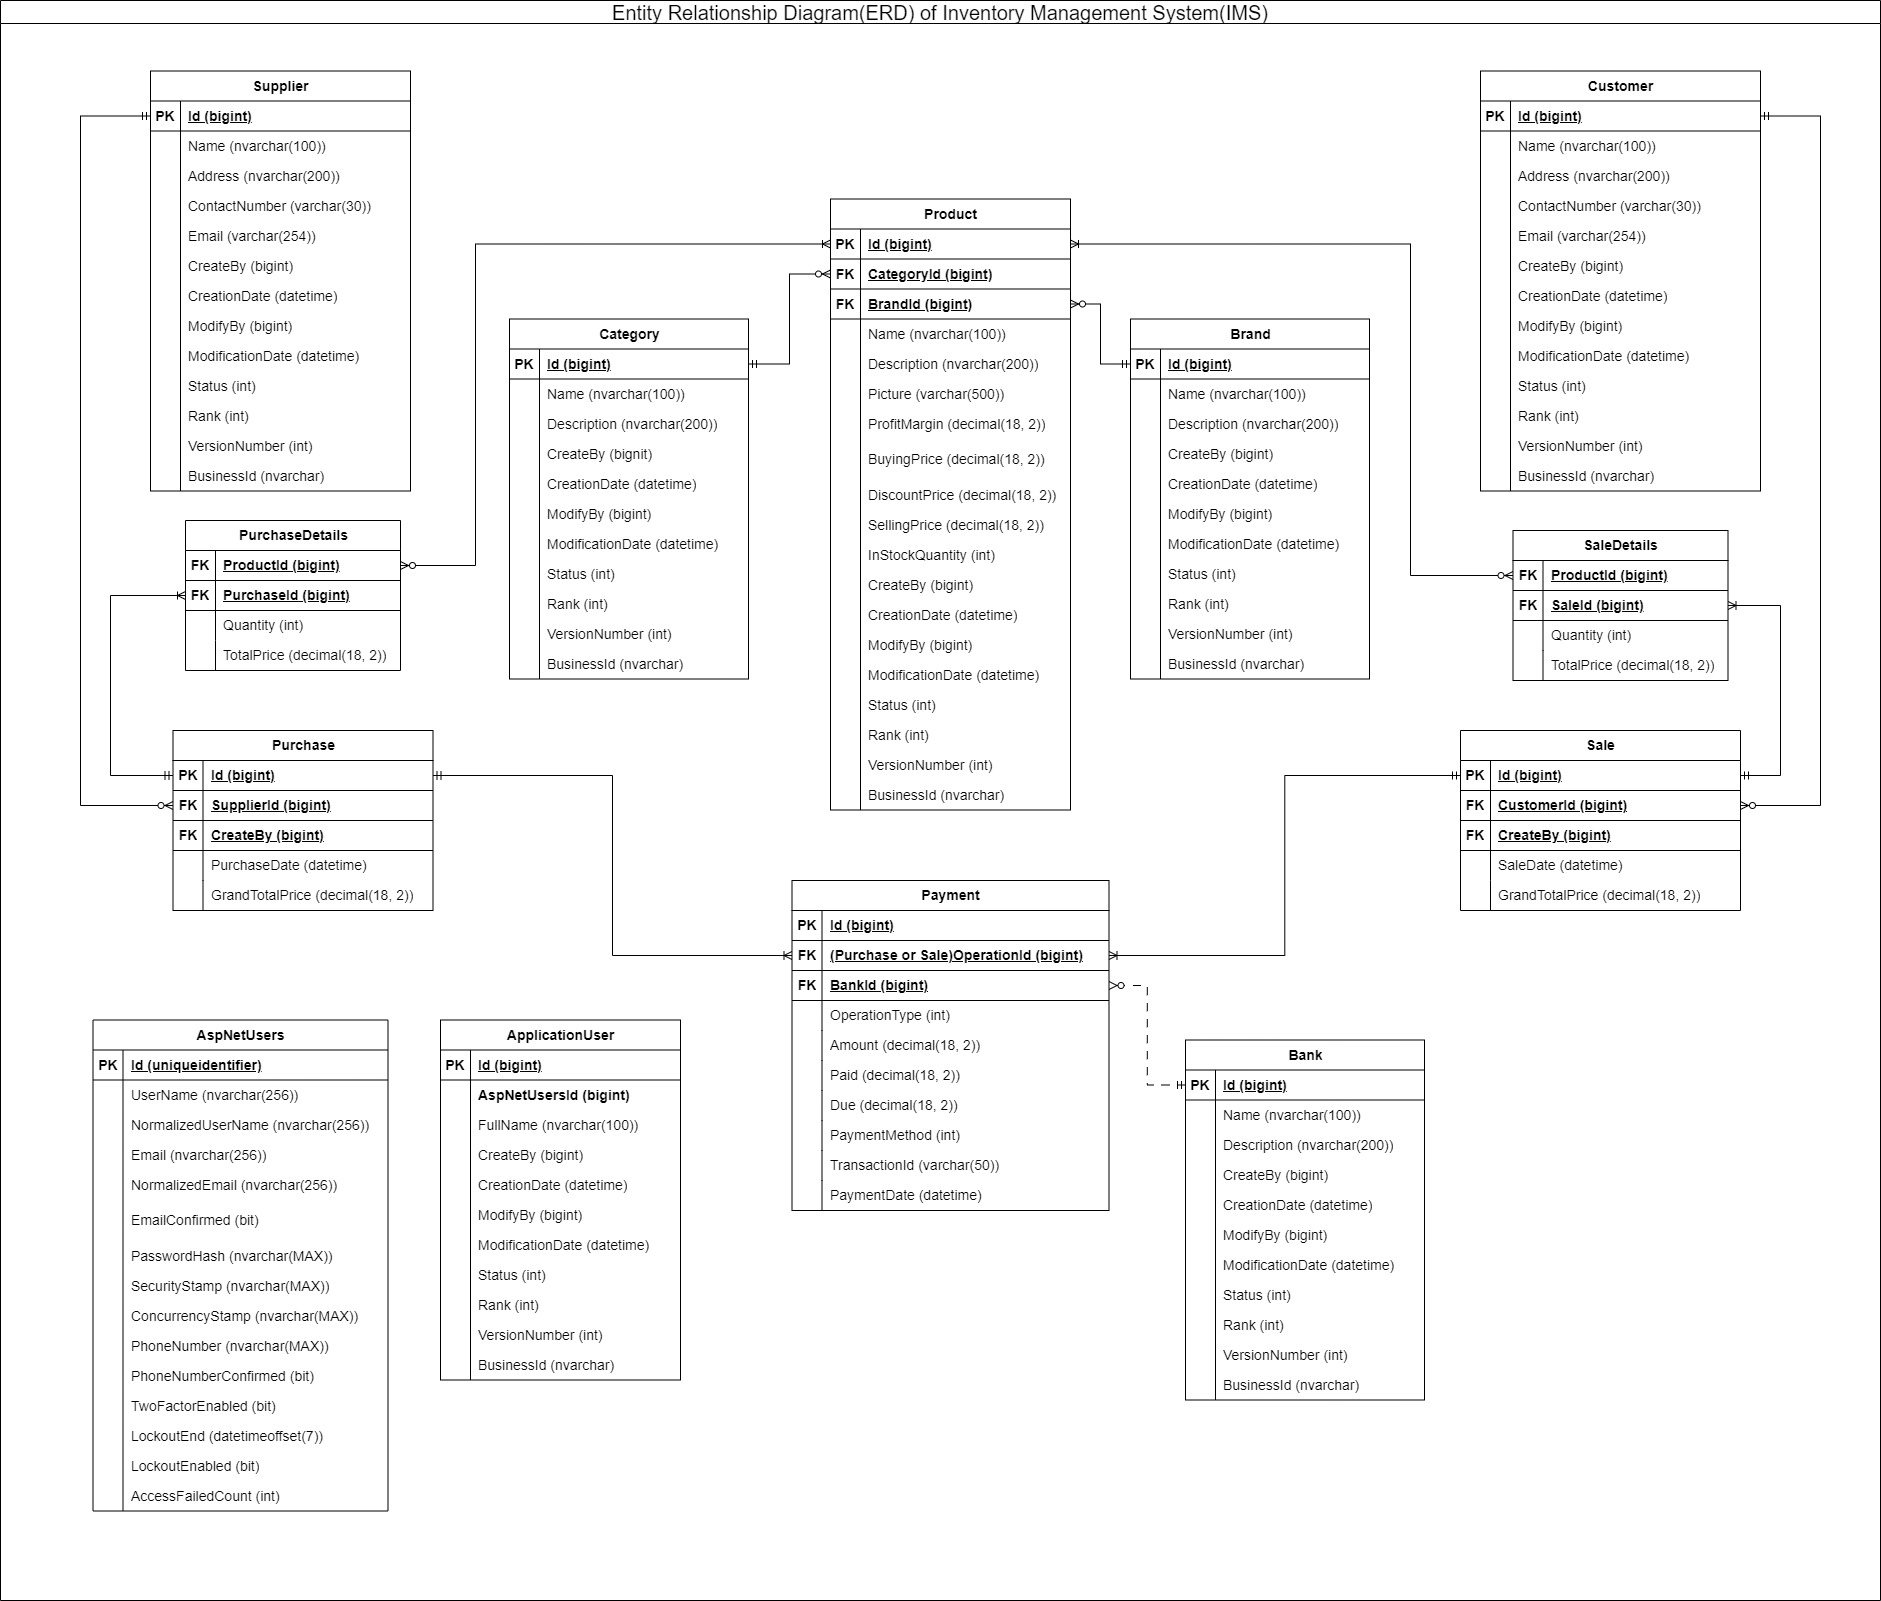 Entity Relationship Diagram(ERD) of Inventory Management System(IMS)
Supplier
PK Id (bigint)
Name (nvarchar(100))
Address (nvarchar(200))
ContactNumber (varchar(30))
Email (varchar(254))
CreateBy (bigint)
CreationDate (datetime)
ModifyBy (bigint)
ModificationDate (datetime)
Status (int)
Rank (int)
VersionNumber (int)
BusinessId (nvarchar)
Customer
PK Id (bigint)
Name (nvarchar(100))
Address (nvarchar(200))
ContactNumber (varchar(30))
Email (varchar(254))
CreateBy (bigint)
CreationDate (datetime)
ModifyBy (bigint)
ModificationDate (datetime)
Status (int)
Rank (int)
VersionNumber (int)
BusinessId (nvarchar)
Product
PK Id (bigint)
FK CategoryId (bigint)
FK BrandId (bigint)
Name (nvarchar(100))
Description (nvarchar(200))
Picture (varchar(500))
ProfitMargin (decimal(18, 2))
BuyingPrice (decimal(18, 2))
DiscountPrice (decimal(18, 2))
SellingPrice (decimal(18, 2))
InStockQuantity (int)
CreateBy (bigint)
CreationDate (datetime)
ModifyBy (bigint)
ModificationDate (datetime)
Status (int)
Rank (int)
VersionNumber (int)
BusinessId (nvarchar)
Category
PK Id (bigint)
Name (nvarchar(100))
Description (nvarchar(200))
CreateBy (bignit)
CreationDate (datetime)
ModifyBy (bigint)
ModificationDate (datetime)
Status (int)
Rank (int)
VersionNumber (int)
BusinessId (nvarchar)
Brand
PK Id (bigint)
Name (nvarchar(100))
Description (nvarchar(200))
CreateBy (bigint)
CreationDate (datetime)
ModifyBy (bigint)
ModificationDate (datetime)
Status (int)
Rank (int)
VersionNumber (int)
BusinessId (nvarchar)
PurchaseDetails
FK ProductId (bigint)
FK PurchaseId (bigint)
Quantity (int)
TotalPrice (decimal(18, 2))
SaleDetails
FK ProductId (bigint)
FK SaleId (bigint)
Quantity (int)
TotalPrice (decimal(18, 2))
Purchase
PK Id (bigint)
FK SupplierId (bigint)
FK CreateBy (bigint)
PurchaseDate (datetime)
GrandTotalPrice (decimal(18, 2))
Sale
PK Id (bigint)
FK CustomerId (bigint)
FK CreateBy (bigint)
SaleDate (datetime)
GrandTotalPrice (decimal(18, 2))
Payment
PK Id (bigint)
FK (Purchase or Sale)OperationId (bigint)
FK BankId (bigint)
OperationType (int)
Amount (decimal(18, 2))
Paid (decimal(18, 2))
Due (decimal(18, 2))
PaymentMethod (int)
TransactionId (varchar(50))
PaymentDate (datetime)
AspNetUsers
PK Id (uniqueidentifier)
UserName (nvarchar(256))
NormalizedUserName (nvarchar(256))
Email (nvarchar(256))
NormalizedEmail (nvarchar(256))
EmailConfirmed (bit)
PasswordHash (nvarchar(MAX))
SecurityStamp (nvarchar(MAX))
ConcurrencyStamp (nvarchar(MAX))
PhoneNumber (nvarchar(MAX))
PhoneNumberConfirmed (bit)
TwoFactorEnabled (bit)
LockoutEnd (datetimeoffset(7))
LockoutEnabled (bit)
AccessFailedCount (int)
ApplicationUser
PK Id (bigint)
AspNetUsersId (bigint)
FullName (nvarchar(100))
CreateBy (bigint)
CreationDate (datetime)
ModifyBy (bigint)
ModificationDate (datetime)
Status (int)
Rank (int)
VersionNumber (int)
BusinessId (nvarchar)
Bank
PK Id (bigint)
Name (nvarchar(100))
Description (nvarchar(200))
CreateBy (bigint)
CreationDate (datetime)
ModifyBy (bigint)
ModificationDate (datetime)
Status (int)
Rank (int)
VersionNumber (int)
BusinessId (nvarchar)